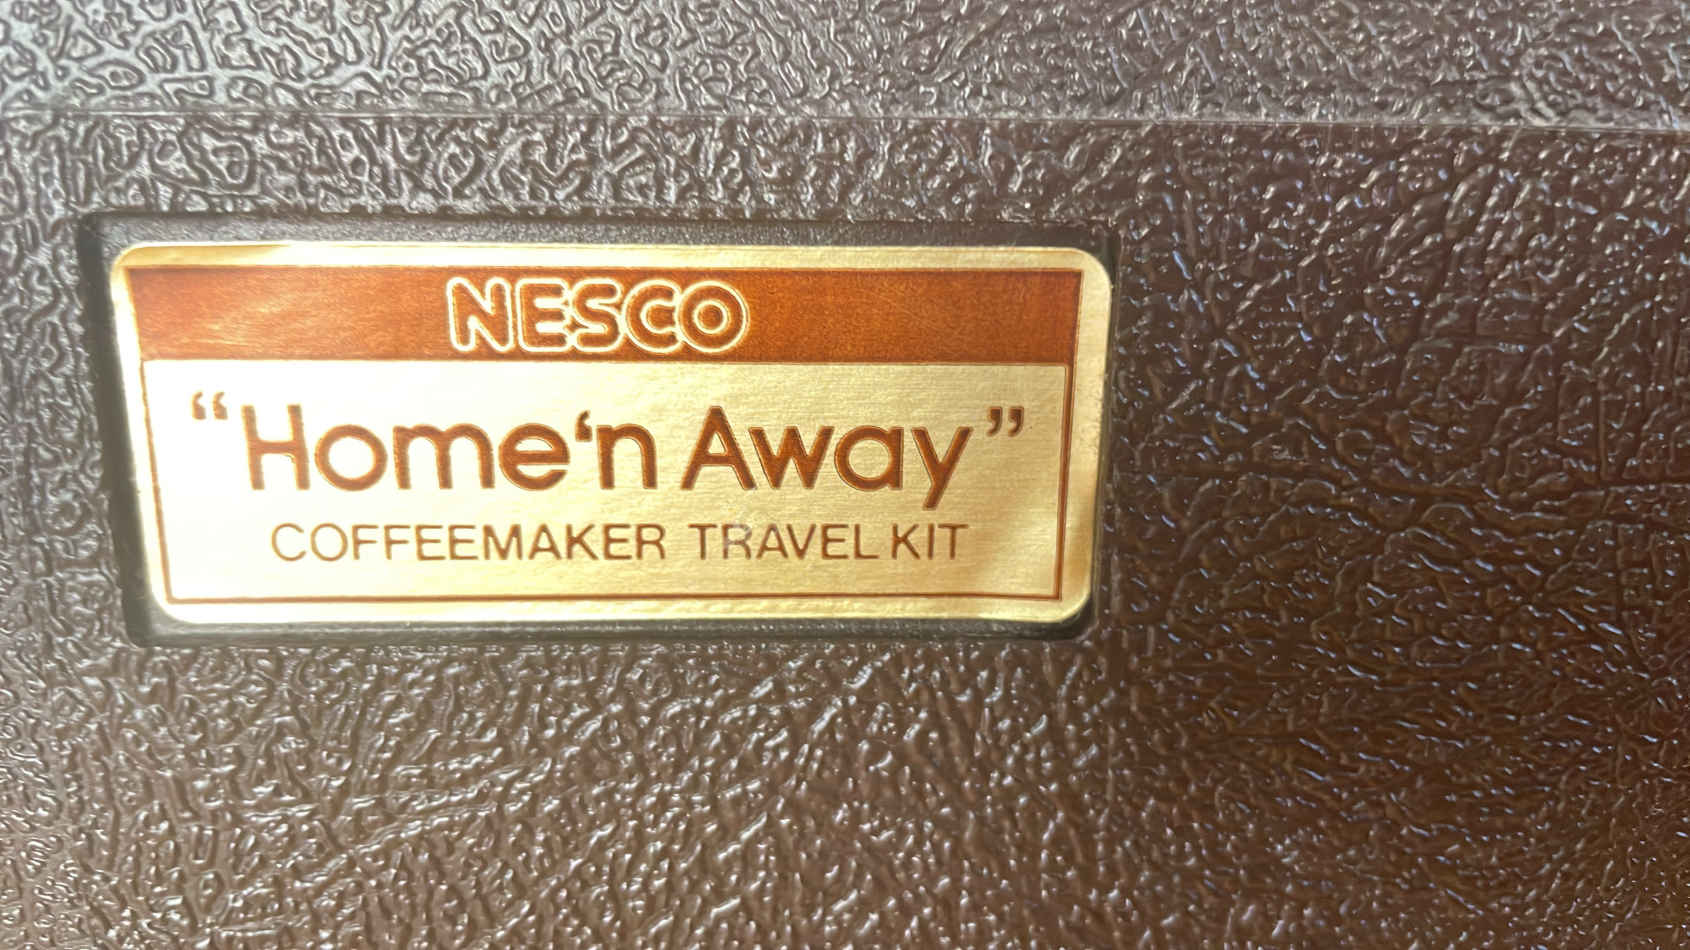 NESCO
“Home‘n Away”
COFFEEMAKER TRAVEL KIT